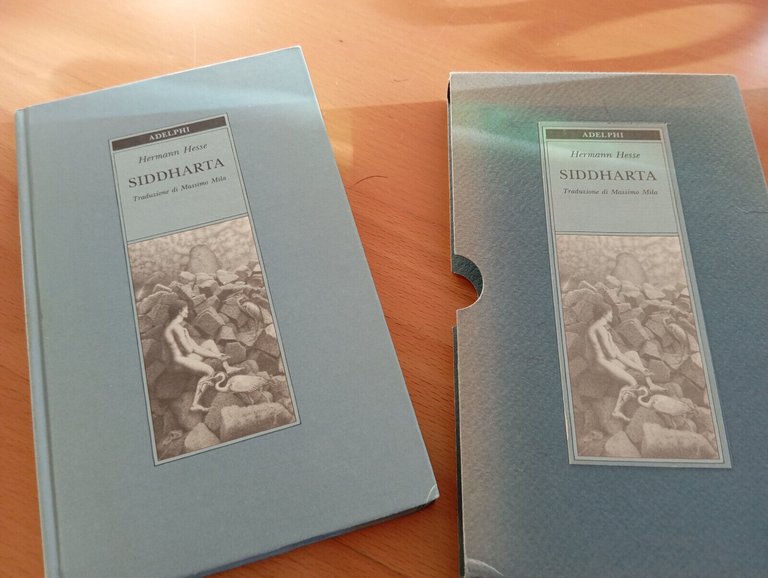 ADELPHI
Hermann Hesse
SIDDHARTA
Traduzione di Massimo Mila
ADELPHI
Hermann Hesse
SIDDHARTA
Traduzione di Massimo Mila